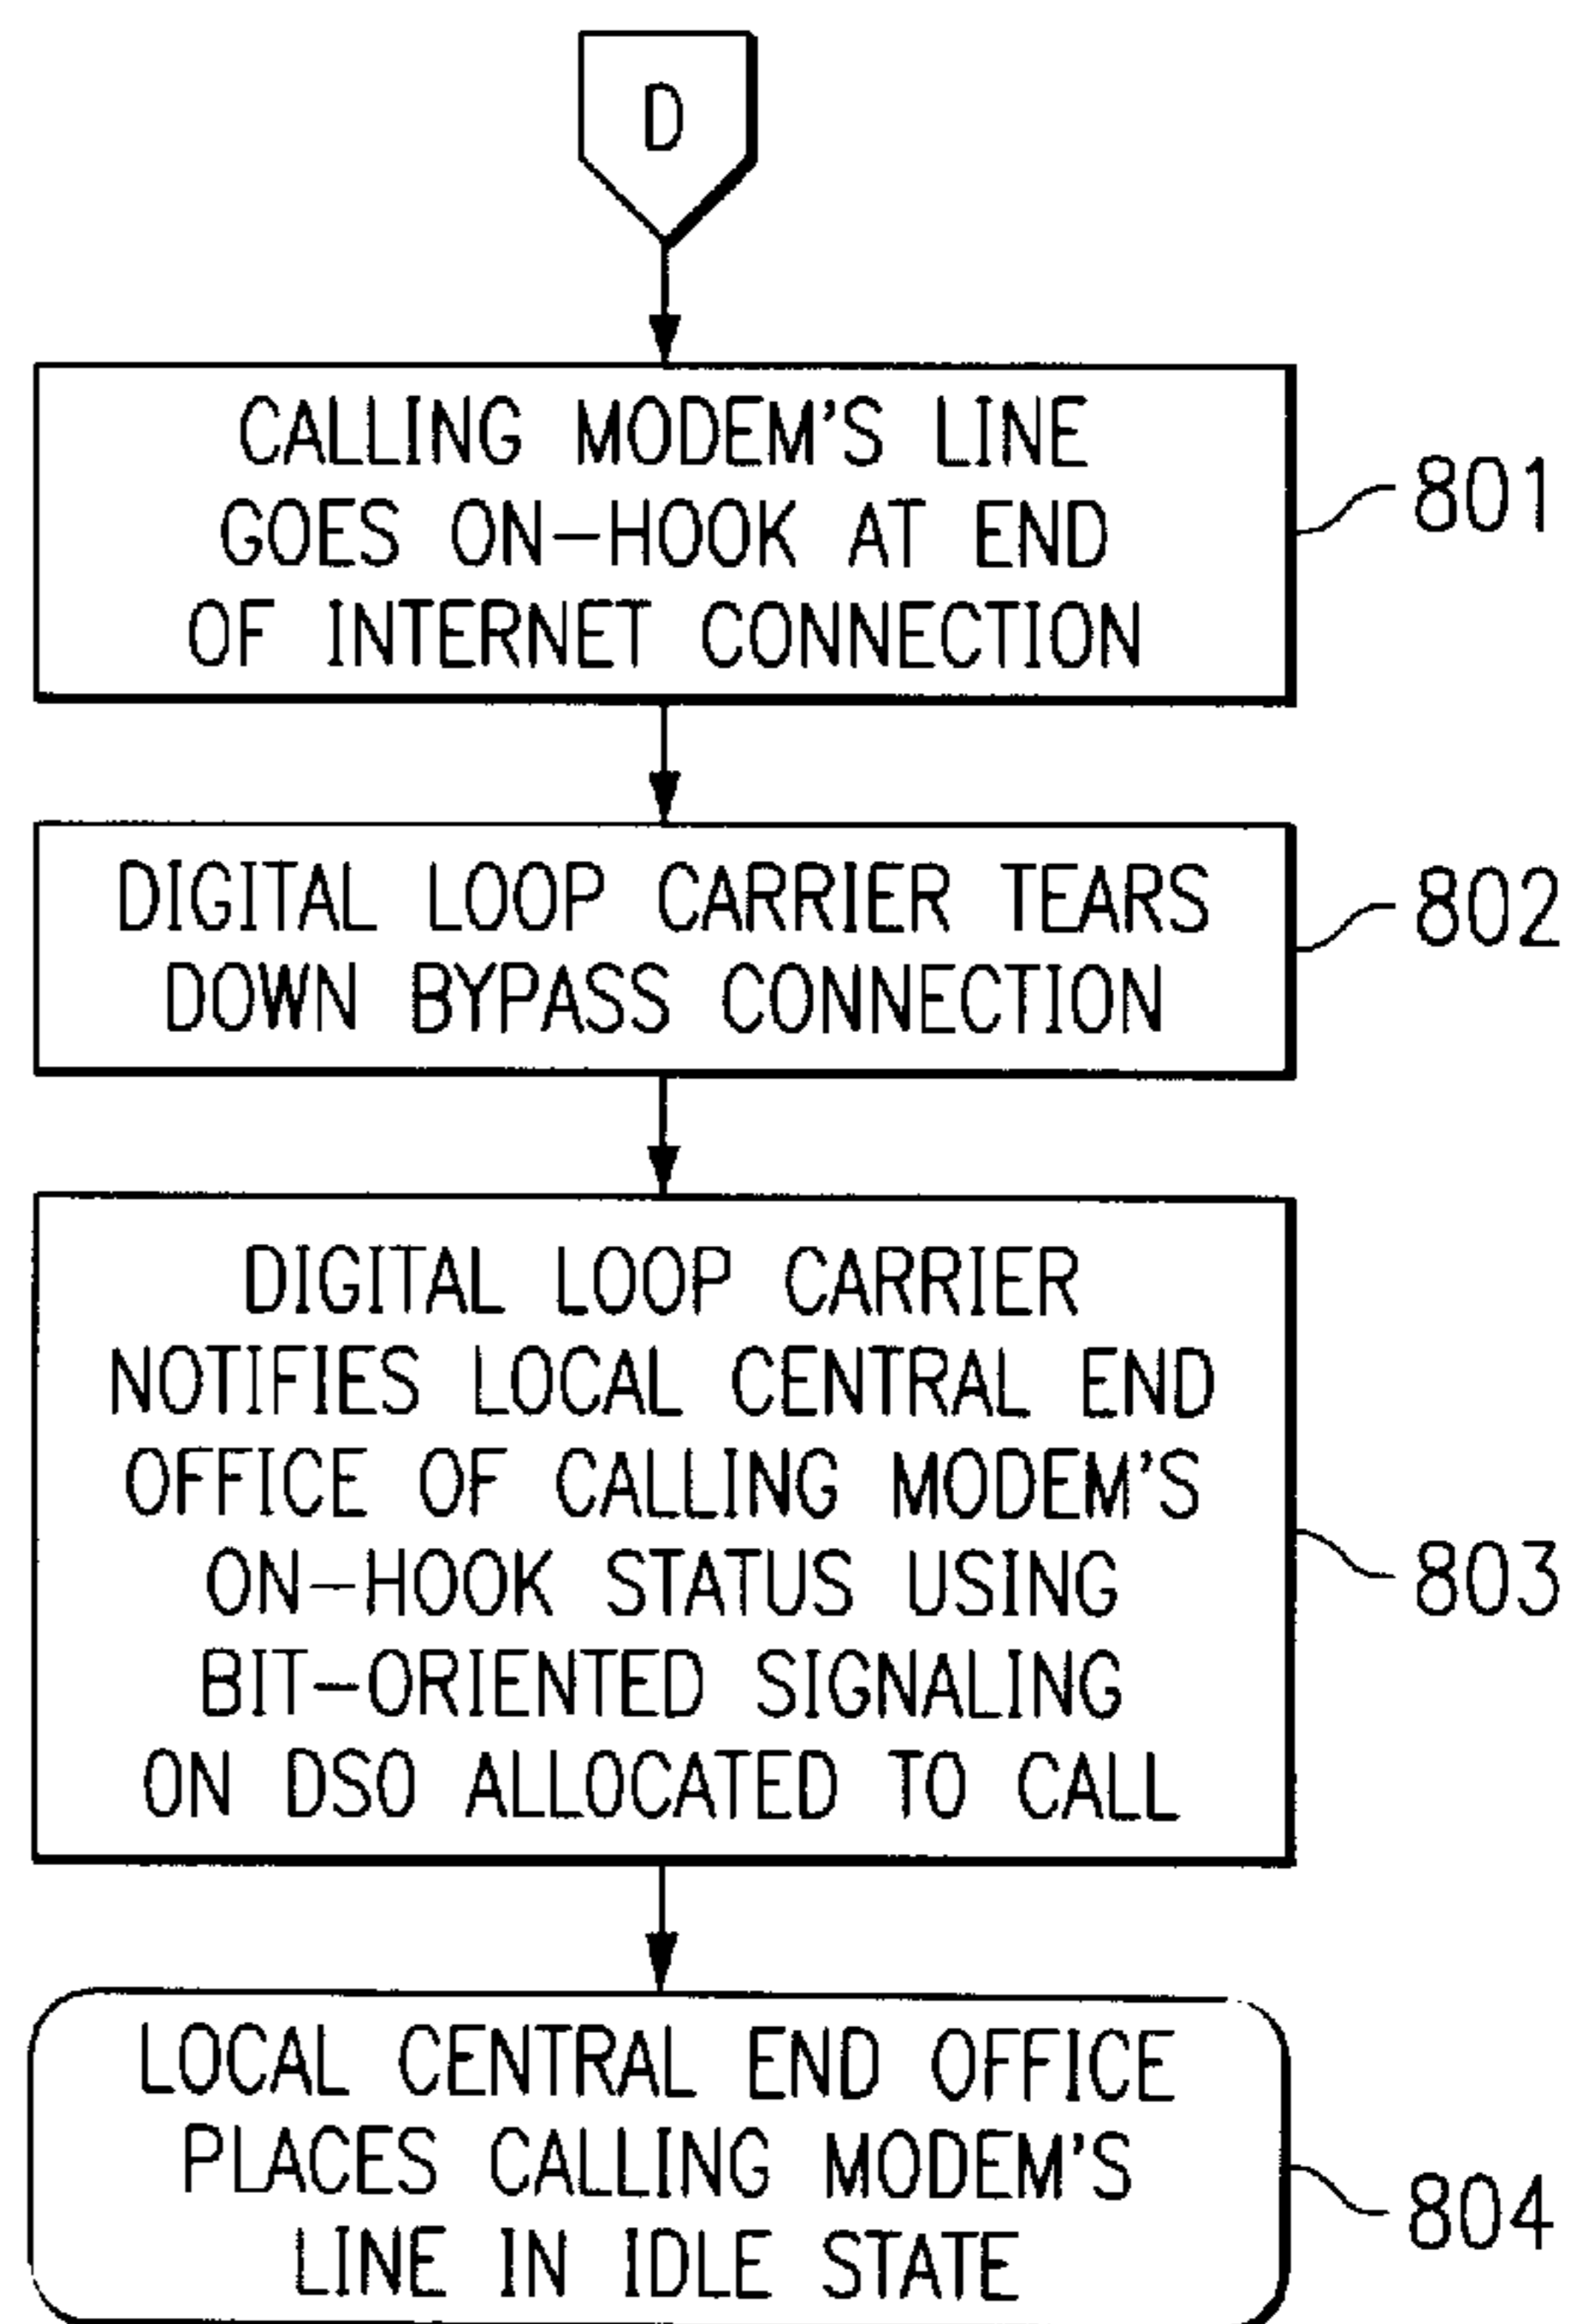 D
CALLING MODEM'S LINE
GOES ON-HOOK AT END
OF INTERNET CONNECTION
801
DIGITAL LOOP CARRIER TEARS
DOWN BYPASS CONNECTION
802
DIGITAL LOOP CARRIER
NOTIFIES LOCAL CENTRAL END
OFFICE OF CALLING MODEM'S
ON-HOOK STATUS USING
BIT-ORIENTED SIGNALING
ON DS0 ALLOCATED TO CALL
803
LOCAL CENTRAL END OFFICE
PLACES CALLING MODEM'S
LINE IN IDLE STATE
804